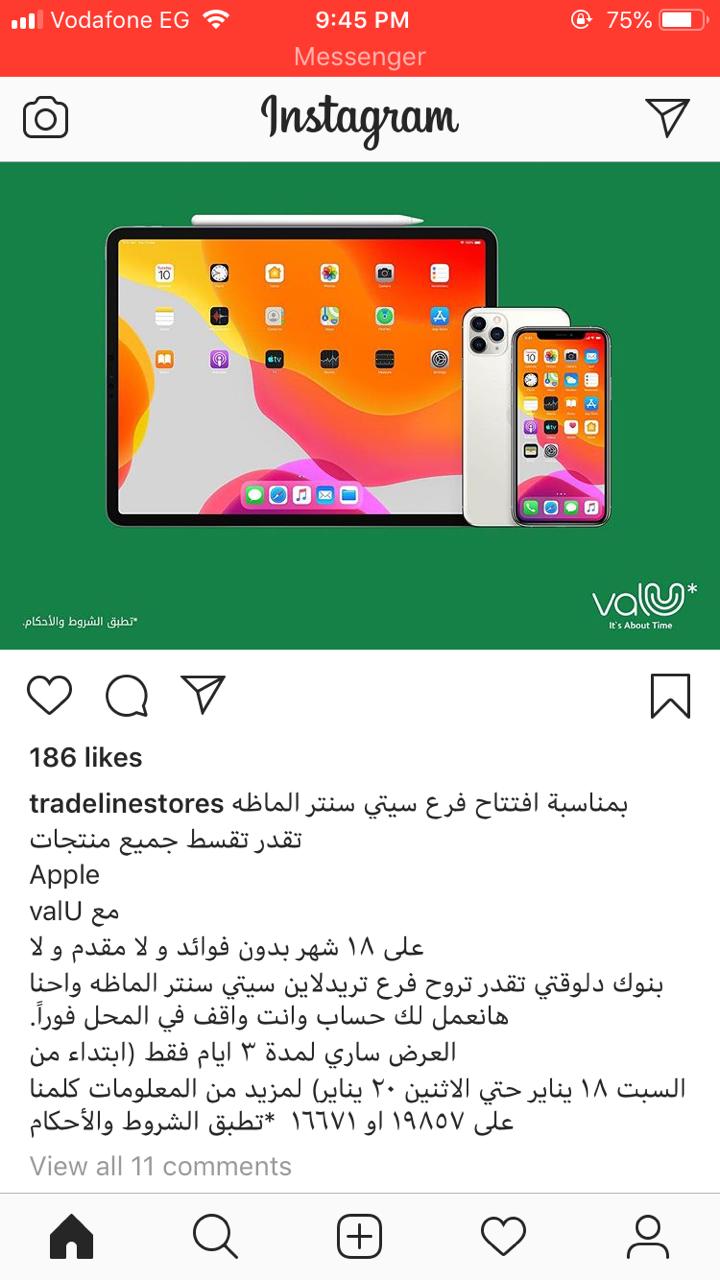 Vodafone EG 9:45 PM 75%
Messenger
Instagram
valU*
It's About Time
*تطبق الشروط والأحكام.
186 likes
tradelinestores بمناسبة افتتاح فرع سيتي سنتر الماظه
تقدر تقسط جميع منتجات
Apple
مع valU
على ١٨ شهر بدون فوائد و لا مقدم و لا
بنوك دلوقتي تقدر تروح فرع تريدلاين سيتي سنتر الماظه واحنا
هانعمل لك حساب وانت واقف في المحل فوراً.
العرض ساري لمدة ٣ ايام فقط (ابتداء من
السبت ١٨ يناير حتي الاثنين ٢٠ يناير) لمزيد من المعلومات كلمنا
على ١٩٨٥٧ او ١٦٦٧١ *تطبق الشروط والأحكام
View all 11 comments